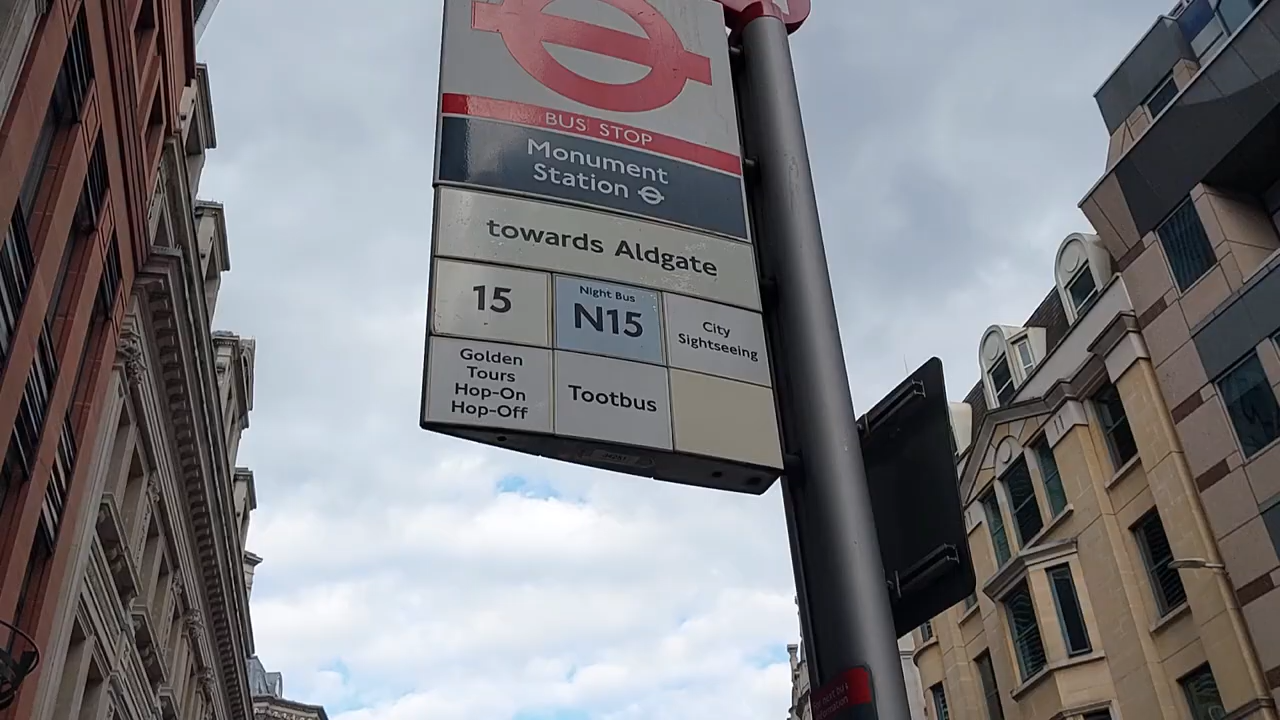 BUS STOP
Monument
Station
towards Aldgate
15
Night Bus
N15
City
Sightseeing
Golden
Tours
Hop-On
Hop-Off
Tootbus